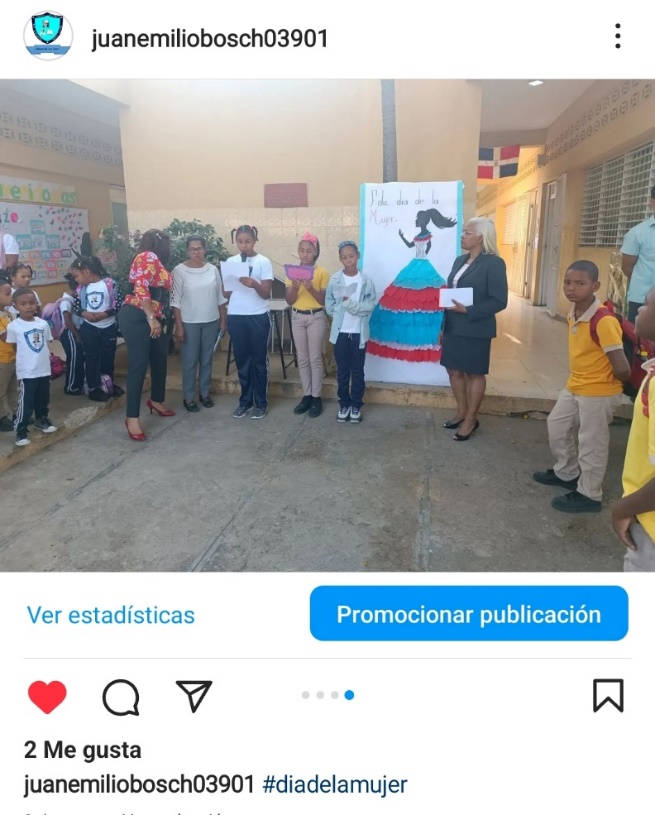 juanemiliobosch03901
Feliz día de la
Mujer
Ver estadísticas
Promocionar publicación
2 Me gusta
juanemiliobosch03901 #diadelamujer